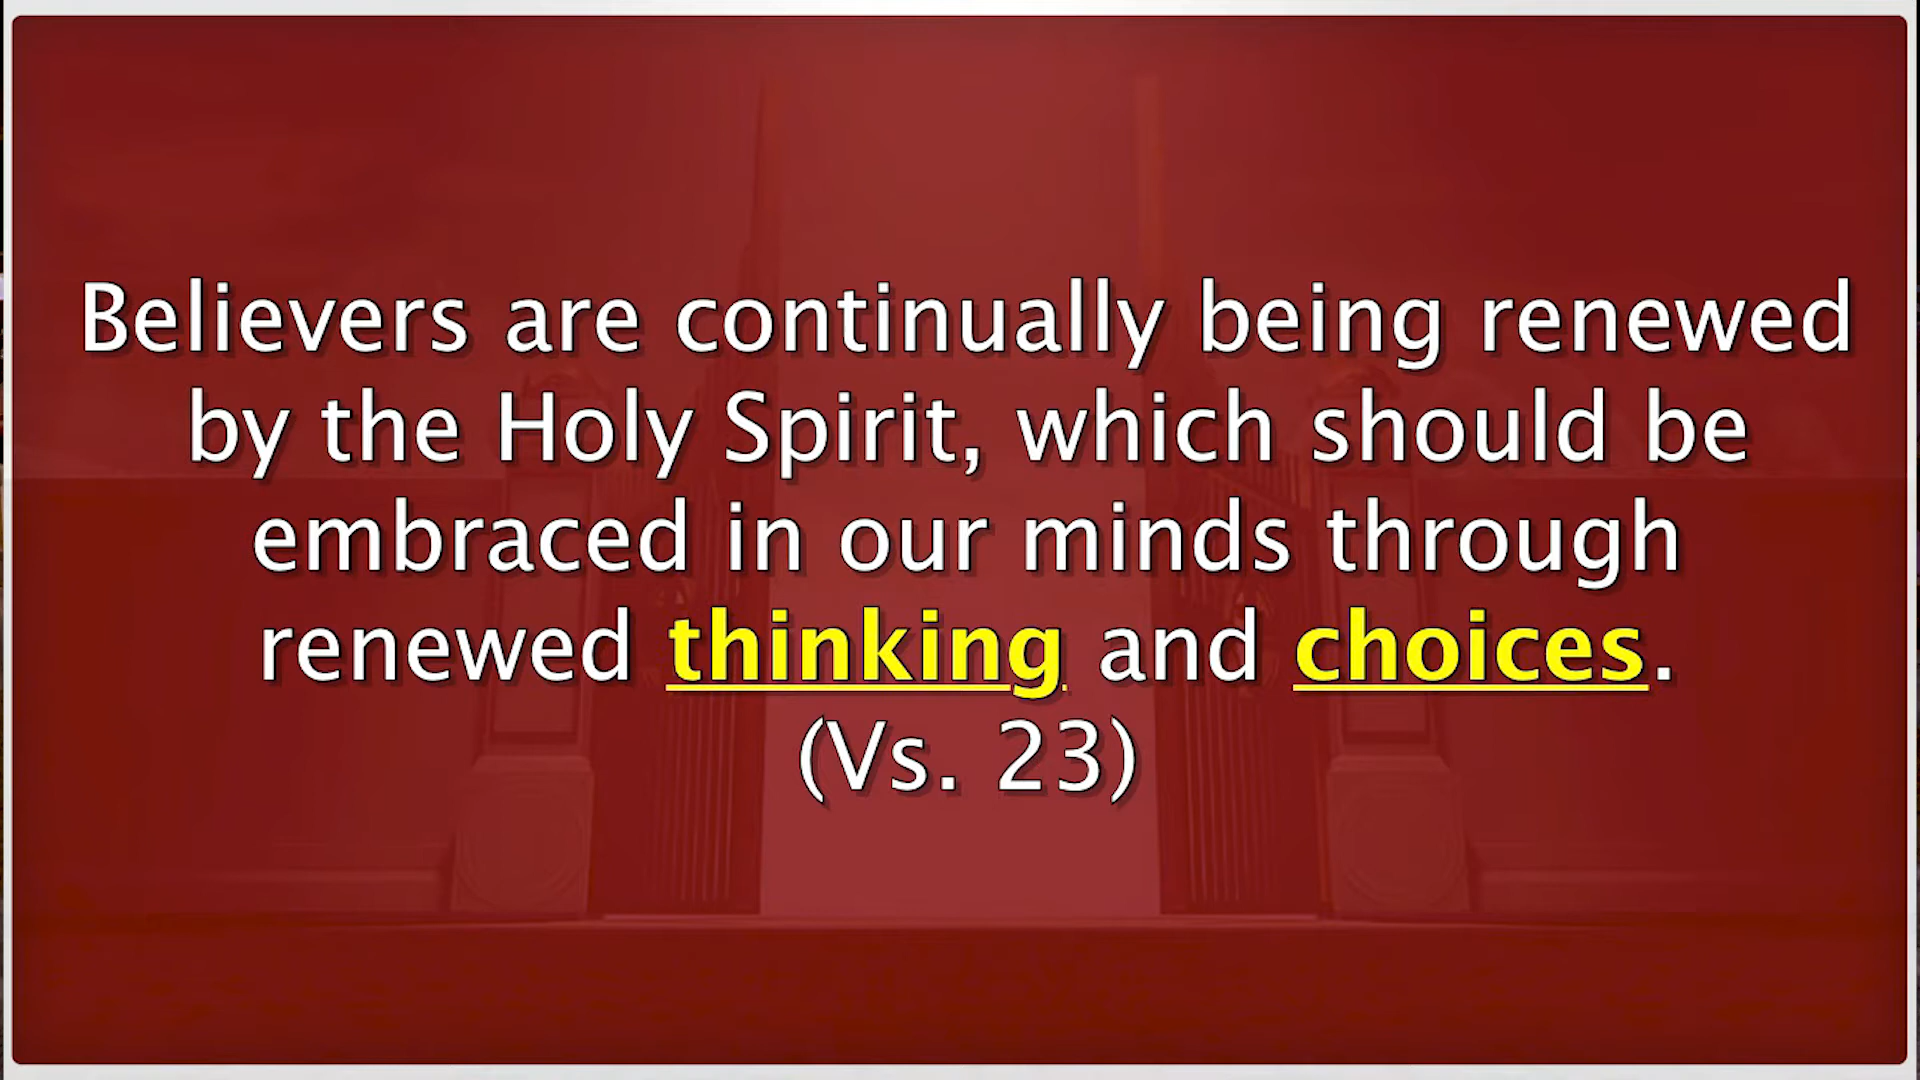 Believers are continually being renewed
by the Holy Spirit, which should be
embraced in our minds through
renewed thinking and choices.
(Vs. 23)